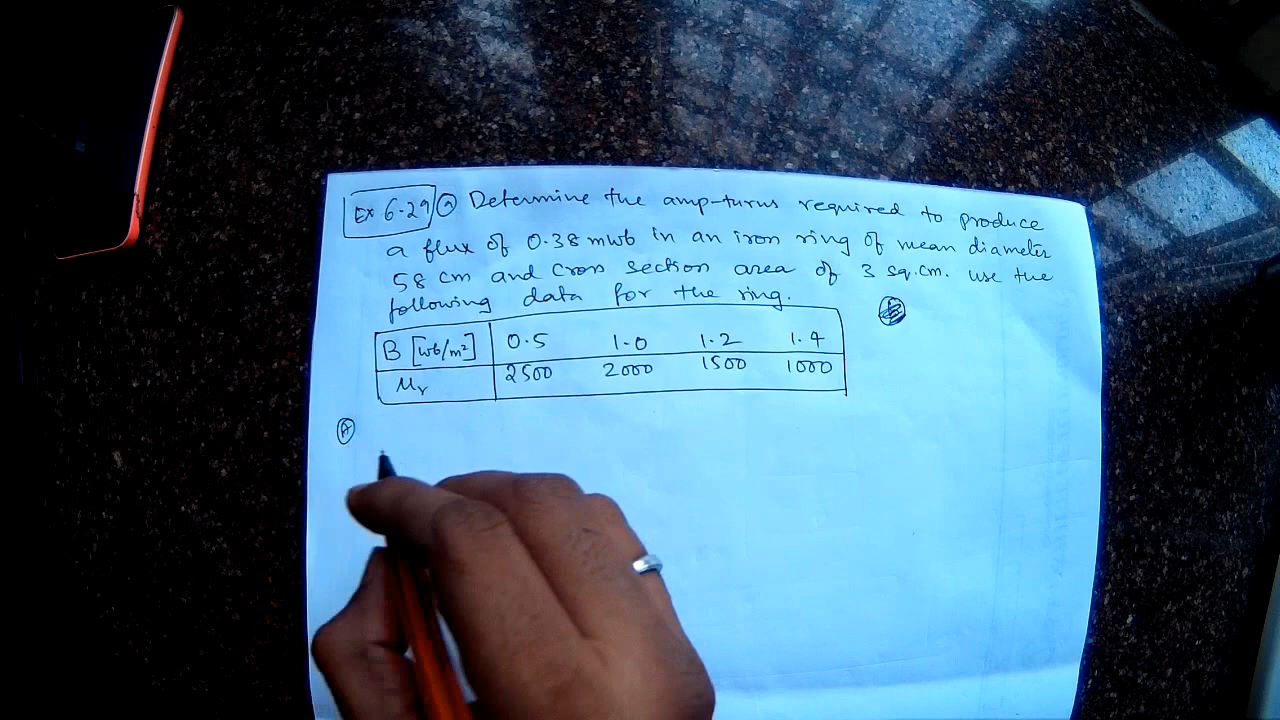 Ex 6.29 a Determine the amp-turns required to produce
a flux of 0.38 mwb in an iron ring of mean diameter
58 cm and Cross section area of 3 sq.cm. use the
following data for the ring.
B [wb/m²] 0.5 1.0 1.2 1.4
μr 2500 2000 1500 1000
A